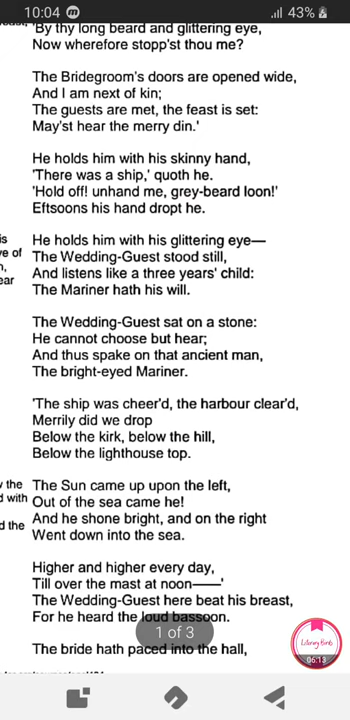 10:04 43%
'By thy long beard and glittering eye,
Now wherefore stopp'st thou me?
The Bridegroom's doors are opened wide,
And I am next of kin;
The guests are met, the feast is set:
May'st hear the merry din.'
He holds him with his skinny hand,
'There was a ship,' quoth he.
'Hold off! unhand me, grey-beard loon!'
Eftsoons his hand dropt he.
is He holds him with his glittering eye—
ve of The Wedding-Guest stood still,
n, And listens like a three years' child:
ear The Mariner hath his will.
The Wedding-Guest sat on a stone:
He cannot choose but hear;
And thus spake on that ancient man,
The bright-eyed Mariner.
'The ship was cheer'd, the harbour clear'd,
Merrily did we drop
Below the kirk, below the hill,
Below the lighthouse top.
the The Sun came up upon the left,
d with Out of the sea came he!
d the And he shone bright, and on the right
Went down into the sea.
Higher and higher every day,
Till over the mast at noon——'
The Wedding-Guest here beat his breast,
For he heard the loud bassoon.
1 of 3
The bride hath paced into the hall,
Literary Birds
06:13